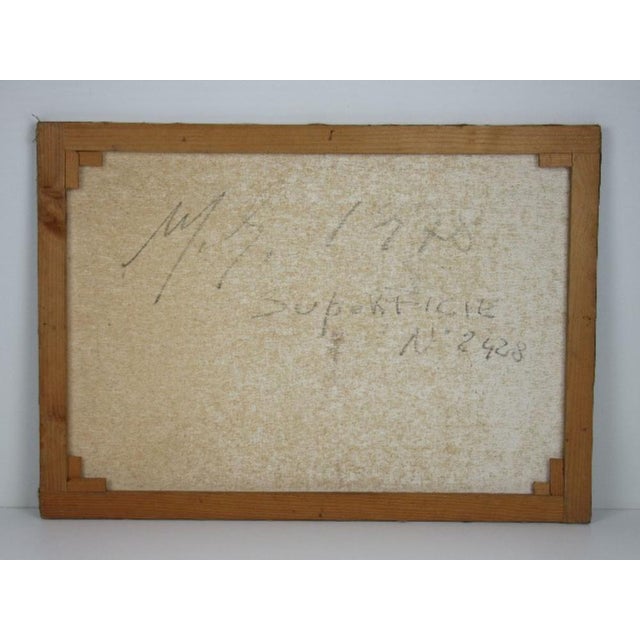 M.S. 1978
SUPERFICIE
N° 2428